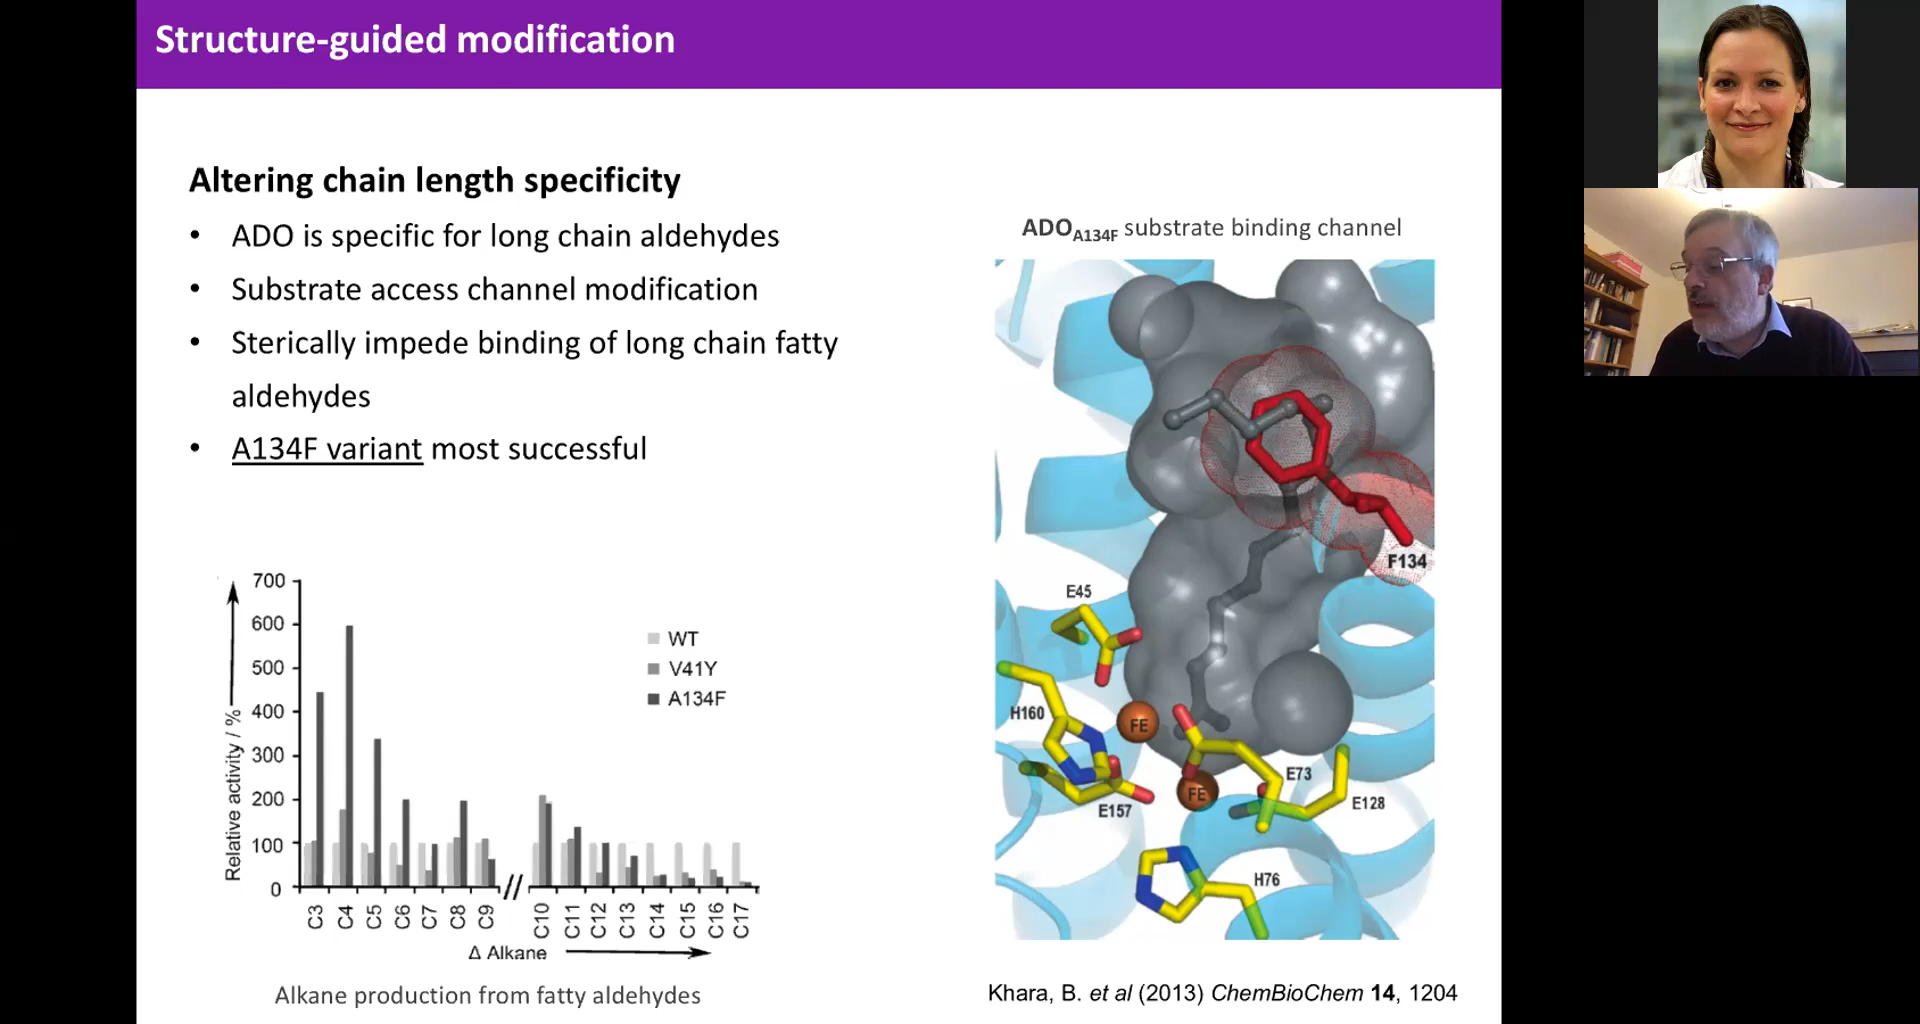 Structure-guided modification
Altering chain length specificity
• ADO is specific for long chain aldehydes
• Substrate access channel modification
• Sterically impede binding of long chain fatty
aldehydes
• A134F variant most successful
700
600
500
400
300
200
100
0
Relative activity / %
WT
V41Y
A134F
C3
C4
C5
C6
C7
C8
C9
//
C10
C11
C12
C13
C14
C15
C16
C17
Δ Alkane
Alkane production from fatty aldehydes
ADOA134F substrate binding channel
F134
E45
H160
FE
E73
FE
E128
E157
H76
Khara, B. et al (2013) ChemBioChem 14, 1204